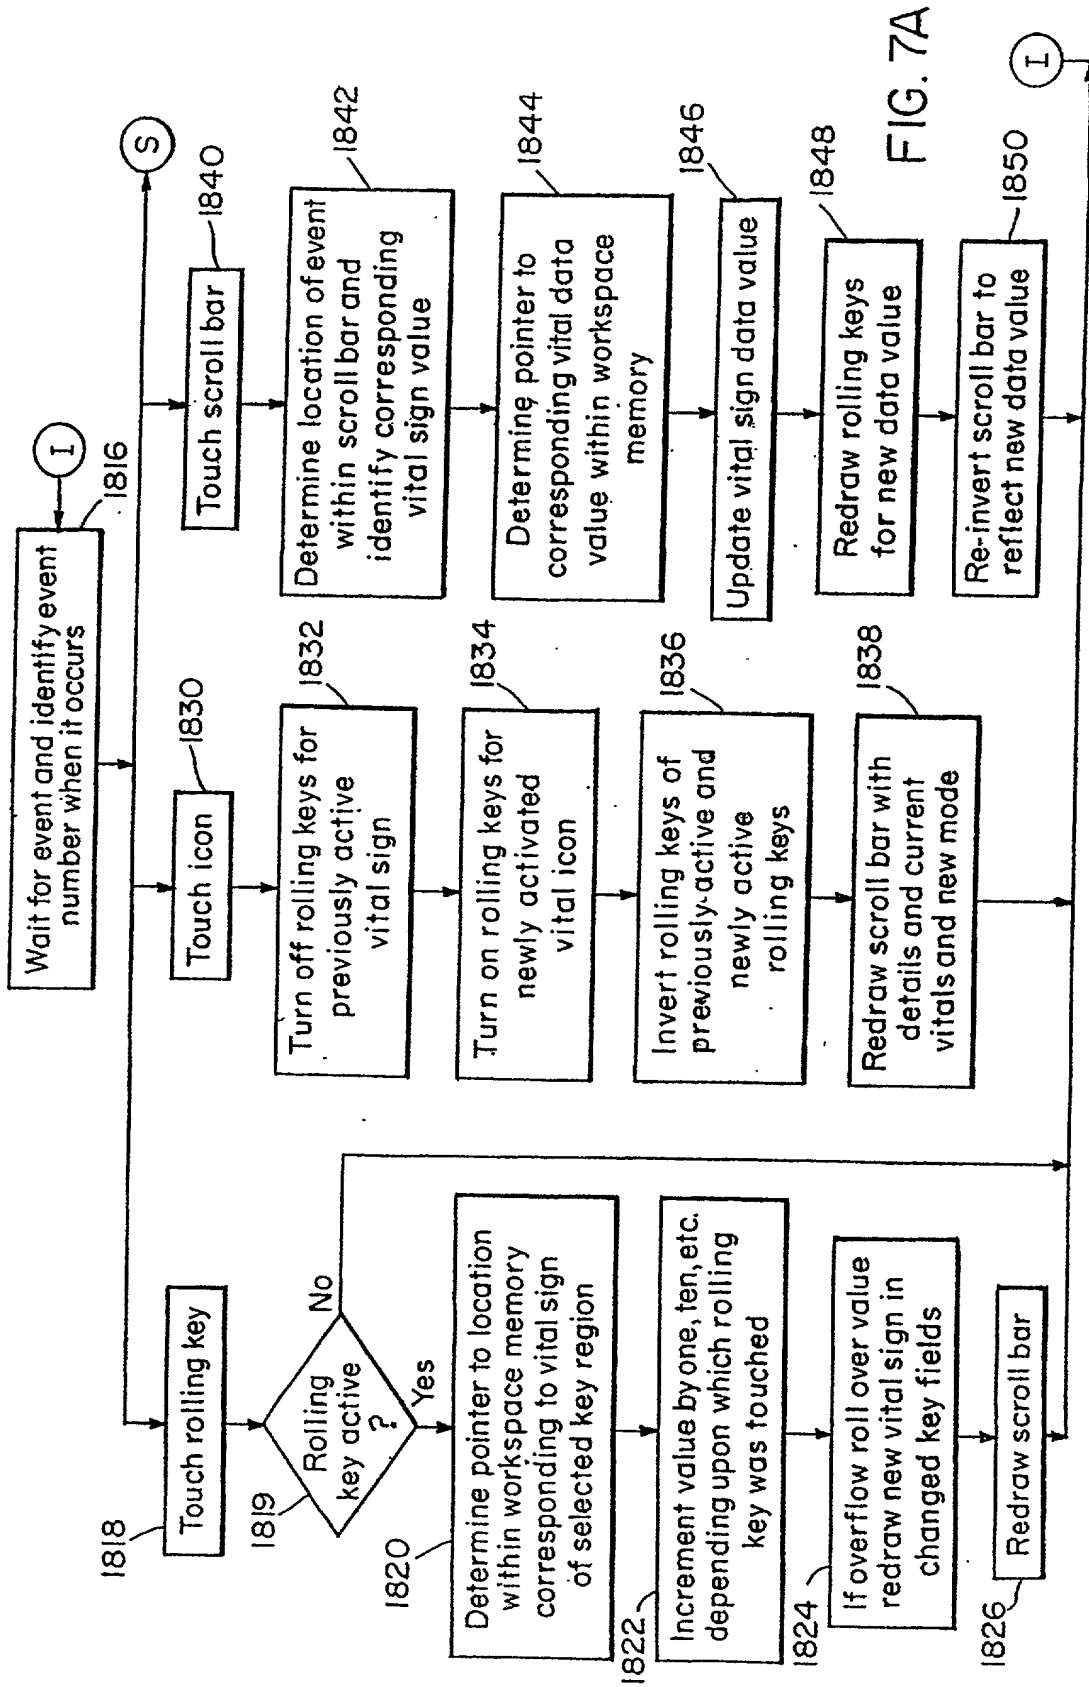 Wait for event and identify event
number when it occurs
I
1816
S
1818
Touch rolling key
1819
Rolling
key active
?
No
Yes
1820
Determine pointer to location
within workspace memory
corresponding to vital sign
of selected key region
1822
Increment value by one, ten, etc.
depending upon which rolling
key was touched
1824
If overflow roll over value
redraw new vital sign in
changed key fields
1826
Redraw scroll bar
Touch icon
1830
Turn off rolling keys for
previously active
vital sign
1832
Turn on rolling keys for
newly activated
vital icon
1834
Invert rolling keys of
previously-active and
newly active
rolling keys
1836
Redraw scroll bar with
details and current
vitals and new mode
1838
Touch scroll bar
1840
Determine location of event
within scroll bar and
identify corresponding
vital sign value
1842
Determine pointer to
corresponding vital data
value within workspace
memory
1844
Update vital sign data value
1846
Redraw rolling keys
for new data value
1848
Re-invert scroll bar to
reflect new data value
1850
I
FIG. 7A